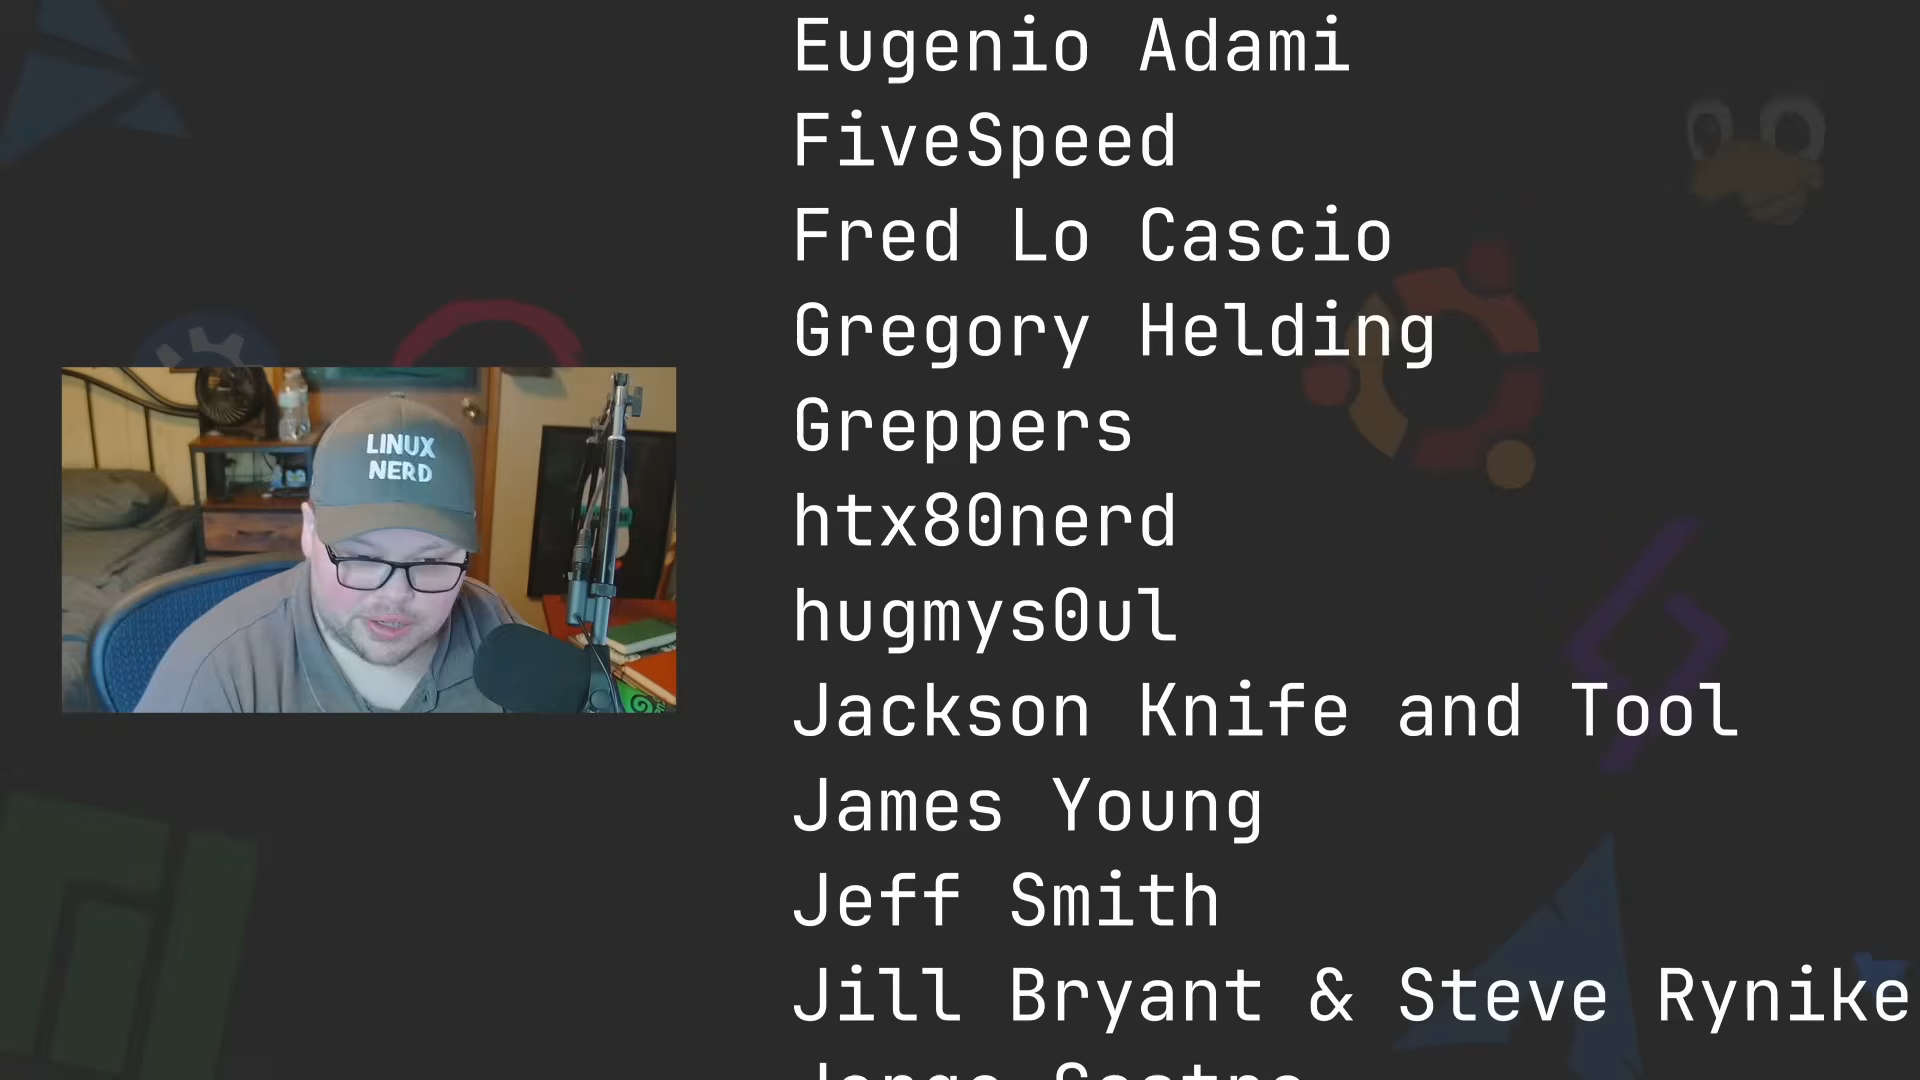 Eugenio Adami
FiveSpeed
Fred Lo Cascio
Gregory Helding
Greppers
htx80nerd
hugmys0ul
Jackson Knife and Tool
James Young
Jeff Smith
Jill Bryant & Steve Rynike
LINUX
NERD